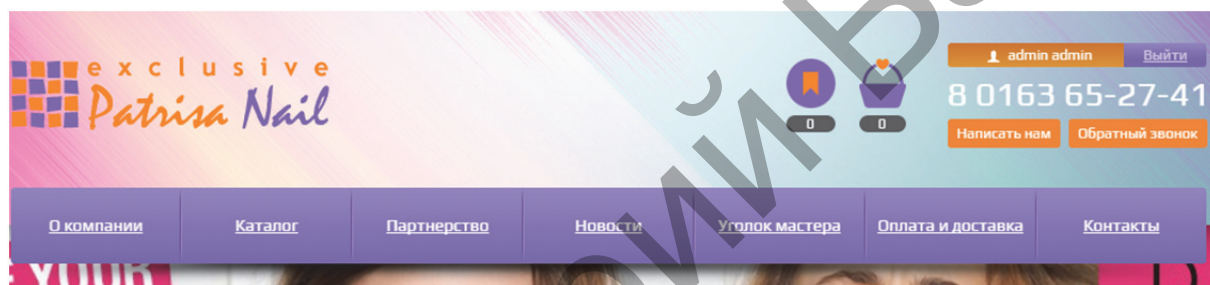 exclusive
Patrisa Nail
0
0
admin admin Выйти
8 0163 65-27-41
Написать нам Обратный звонок
О компании Каталог Партнерство Новости Уголок мастера Оплата и доставка Контакты
YOUR